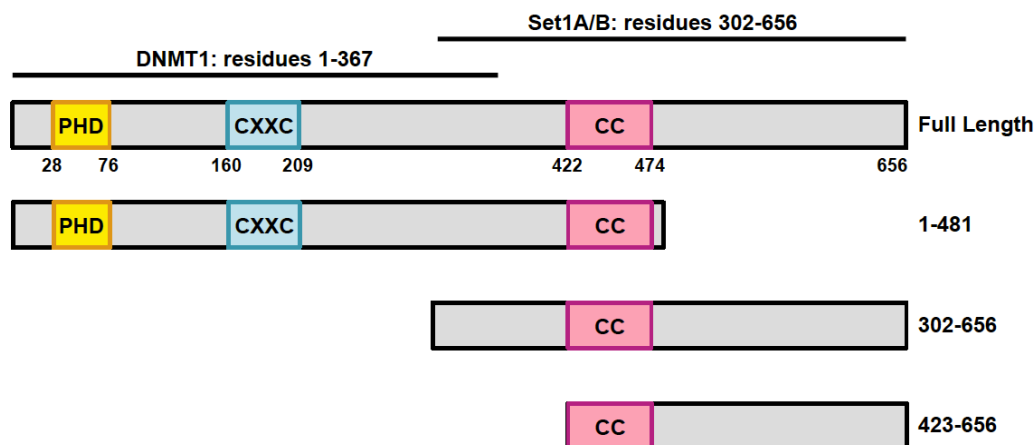 Set1A/B: residues 302-656
DNMT1: residues 1-367
PHD CXXC CC Full Length
28 76 160 209 422 474 656
PHD CXXC CC 1-481
CC 302-656
CC 423-656